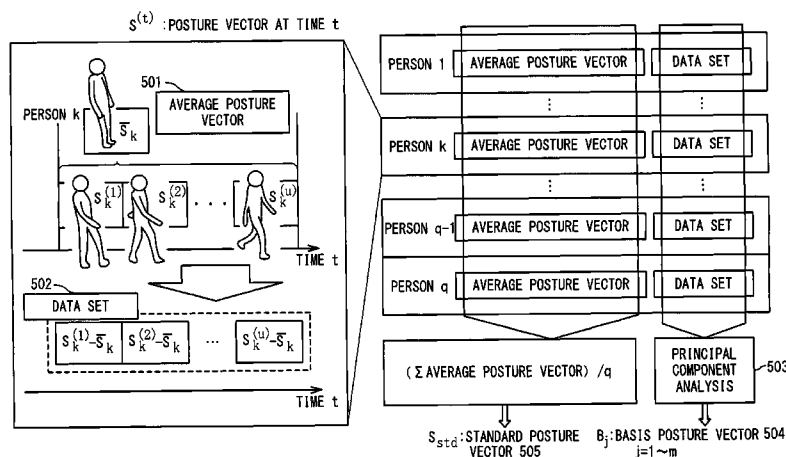 S(t) :POSTURE VECTOR AT TIME t
501
AVERAGE POSTURE
VECTOR
PERSON k
S̄k
Sk(1) Sk(2) ... Sk(u)
TIME t
502
DATA SET
Sk(1)-S̄k Sk(2)-S̄k ... Sk(u)-S̄k
TIME t
PERSON 1 AVERAGE POSTURE VECTOR DATA SET
⋮ ⋮
PERSON k AVERAGE POSTURE VECTOR DATA SET
⋮ ⋮
PERSON q-1 AVERAGE POSTURE VECTOR DATA SET
PERSON q AVERAGE POSTURE VECTOR DATA SET
(Σ AVERAGE POSTURE VECTOR) /q
PRINCIPAL
COMPONENT
ANALYSIS
503
Sstd:STANDARD POSTURE
VECTOR 505
Bj:BASIS POSTURE VECTOR 504
j=1~m